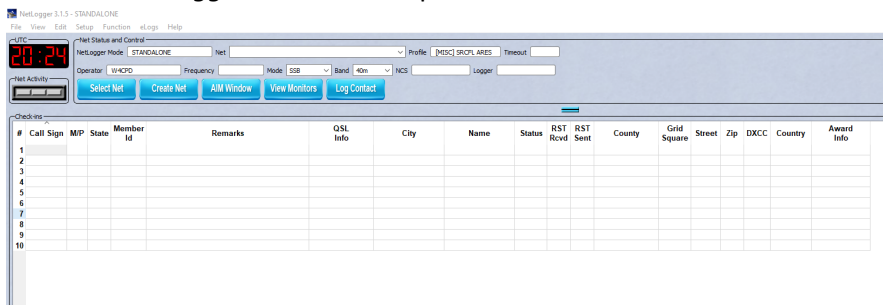 NetLogger 3.1.5 - STANDALONE
File View Edit Setup Function eLogs Help
UTC Net Status and Control
20:24
NetLogger Mode STANDALONE Net Profile [MISC] SRCFL ARES Timeout
Operator W4CPD Frequency Mode SSB Band 40m NCS Logger
Net Activity
Select Net Create Net AIM Window View Monitors Log Contact
Check-ins
# Call Sign M/P State Member Id Remarks QSL Info City Name Status RST Rcvd RST Sent County Grid Square Street Zip DXCC Country Award Info
1
2
3
4
5
6
7
8
9
10